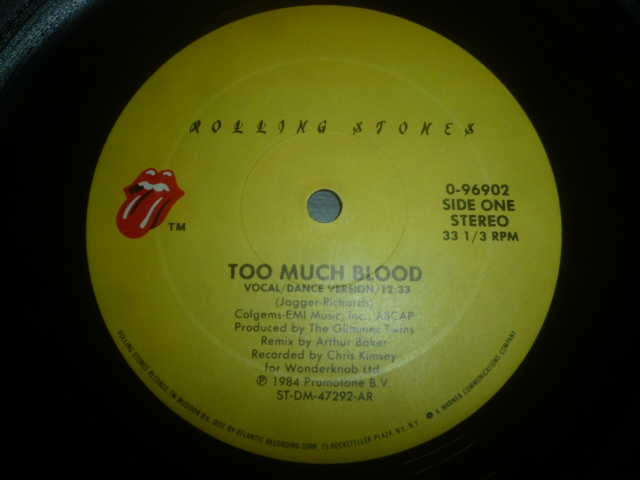 ROLLING STONES
TM
0-96902
SIDE ONE
STEREO
33 1/3 RPM
TOO MUCH BLOOD
VOCAL/DANCE VERSION/12:33
(Jagger-Richards)
Colgems-EMI Music, Inc., ASCAP
Produced by The Glimmer Twins
Remix by Arthur Baker
Recorded by Chris Kimsey
for Wonderknob Ltd.
℗ 1984 Promotone B.V.
ST-DM-47292-AR
ROLLING STONES RECORDS TM MUSIDOR B.V. DIST BY ATLANTIC RECORDING CORP., 75 ROCKEFELLER PLAZA, N.Y. N.Y. A WARNER COMMUNICATIONS COMPANY